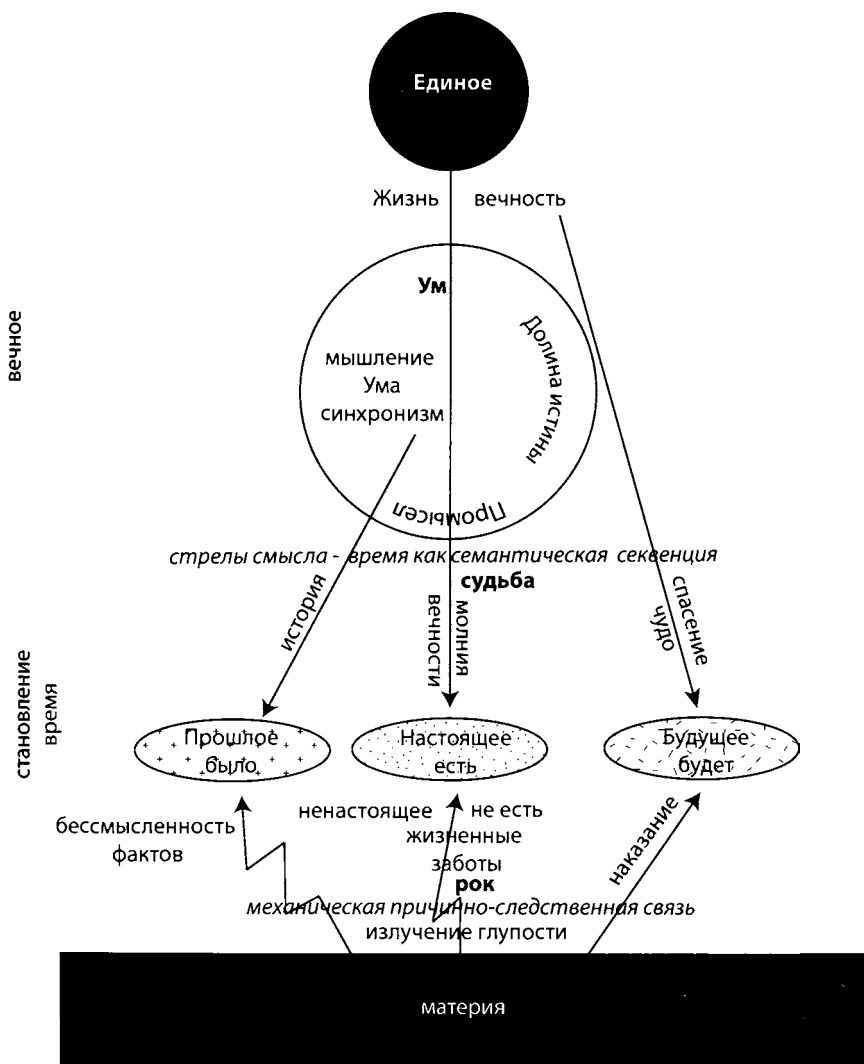 Единое
Жизнь вечность
вечное
Ум
Долина истины
мышление
Ума
синхронизм
Промысел
стрелы смысла - время как семантическая секвенция
судьба
история
молния
вечности
спасение
чудо
становление
время
Прошлое
было
Настоящее
есть
Будущее
будет
бессмысленность
фактов
ненастоящее не есть
жизненные
заботы
наказание
рок
механическая причинно-следственная связь
излучение глупости
материя